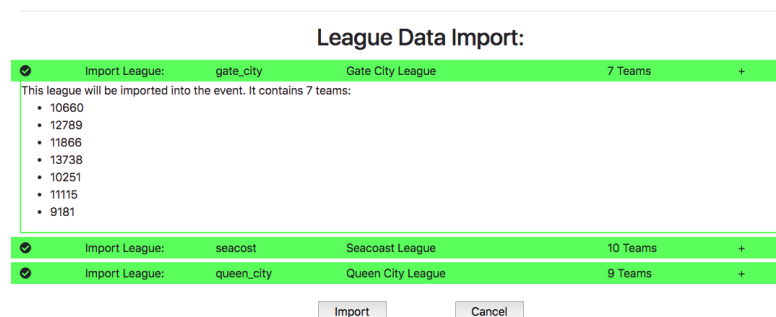 League Data Import:
Import League: gate_city Gate City League 7 Teams +
This league will be imported into the event. It contains 7 teams:
• 10660
• 12789
• 11866
• 13738
• 10251
• 11115
• 9181
Import League: seacost Seacoast League 10 Teams +
Import League: queen_city Queen City League 9 Teams +
Import Cancel